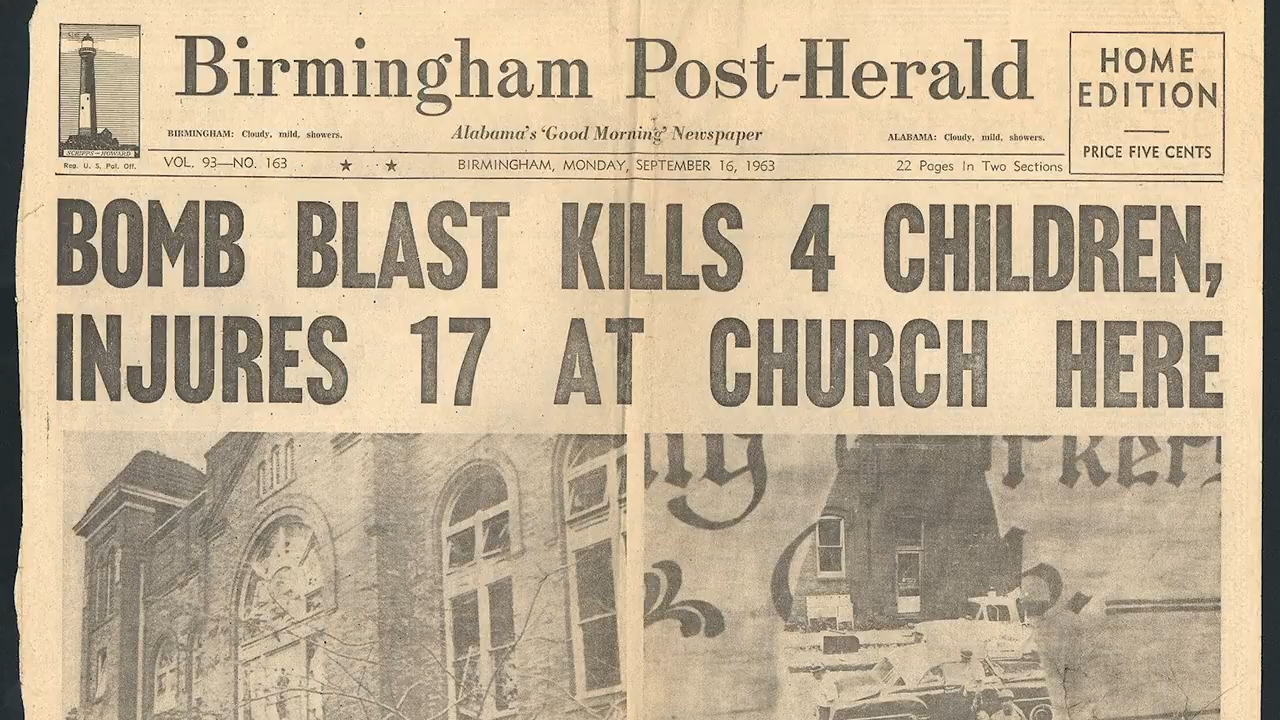 Birmingham Post-Herald
HOME
EDITION
PRICE FIVE CENTS
SCRIPPS—HOWARD
Reg. U. S. Pat. Off.
BIRMINGHAM: Cloudy, mild, showers.
Alabama's 'Good Morning' Newspaper
ALABAMA: Cloudy, mild, showers.
VOL. 93—NO. 163 ★ ★ BIRMINGHAM, MONDAY, SEPTEMBER 16, 1963 22 Pages In Two Sections
BOMB BLAST KILLS 4 CHILDREN,
INJURES 17 AT CHURCH HERE